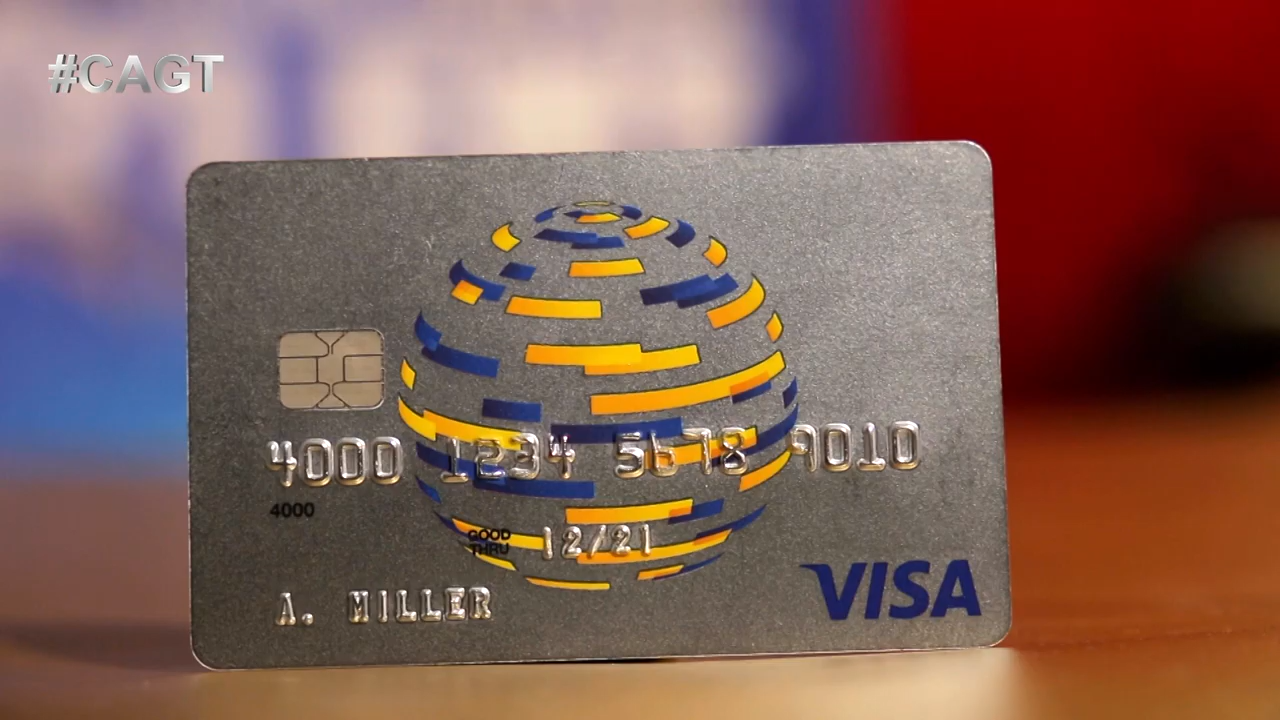 #CAGT
4000 1234 5678 9010
4000
GOOD
THRU
12/21
A. MILLER
VISA